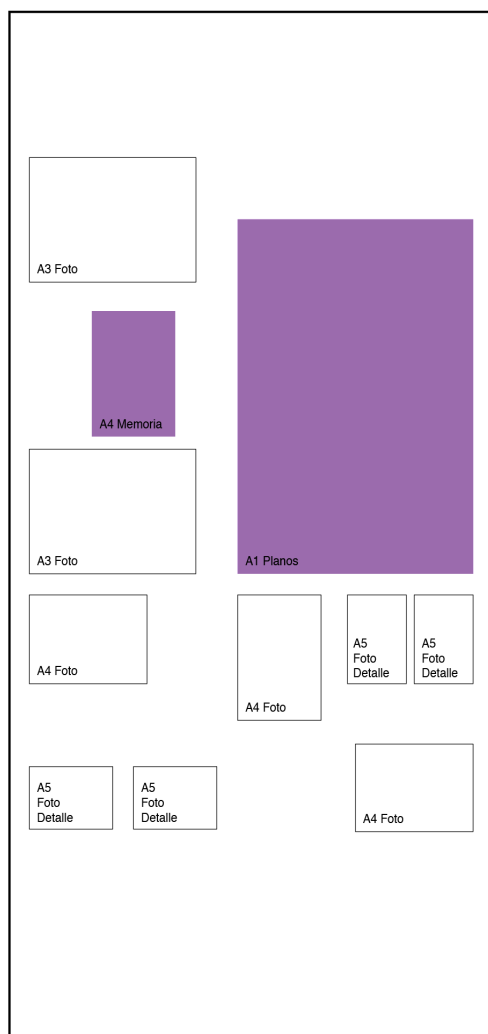 A3 Foto
A4 Memoria
A3 Foto
A1 Planos
A4 Foto
A4 Foto
A5
Foto
Detalle
A5
Foto
Detalle
A5
Foto
Detalle
A5
Foto
Detalle
A4 Foto